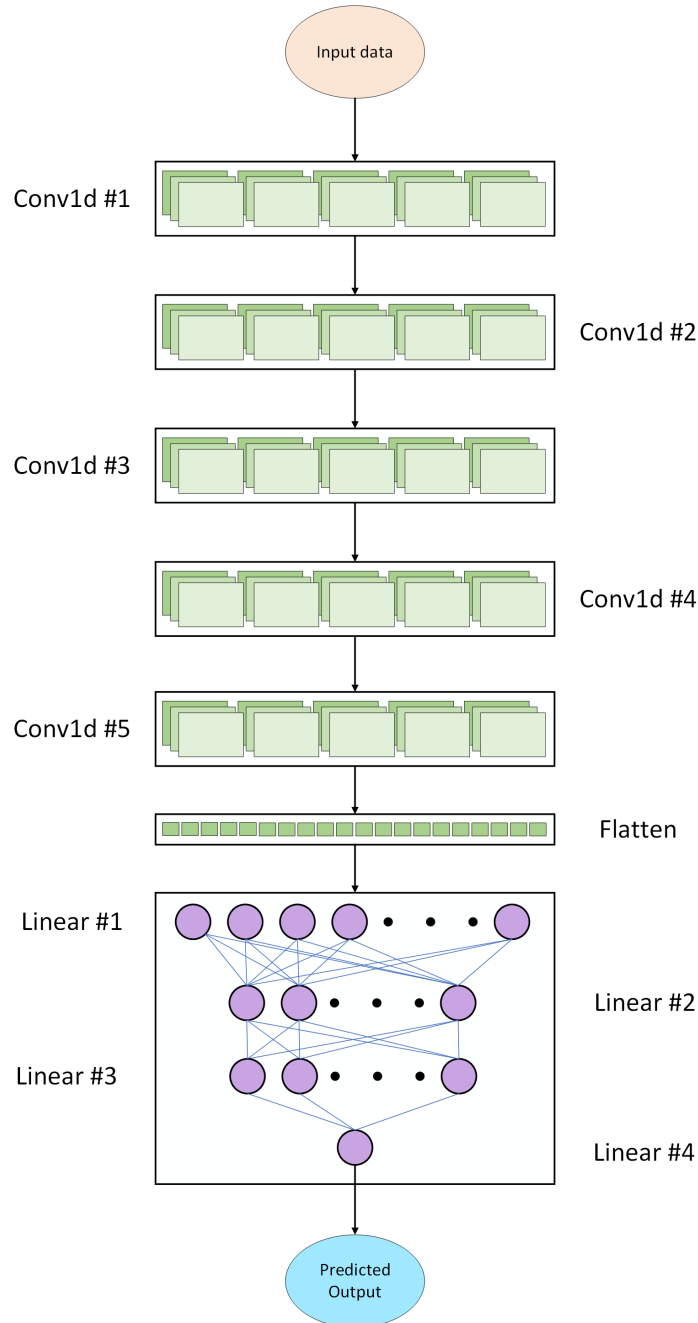 Input data
Conv1d #1
Conv1d #2
Conv1d #3
Conv1d #4
Conv1d #5
Flatten
Linear #1
Linear #2
Linear #3
Linear #4
Predicted
Output